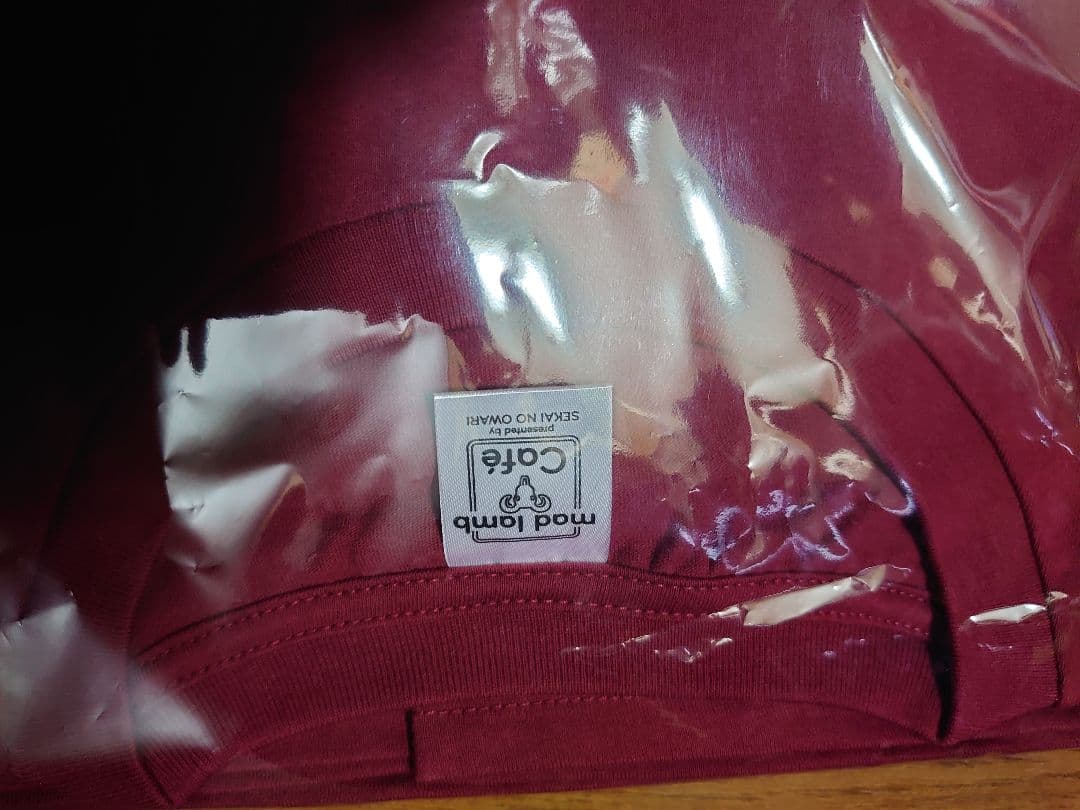 mad lamb
Café
presented by
SEKAI NO OWARI